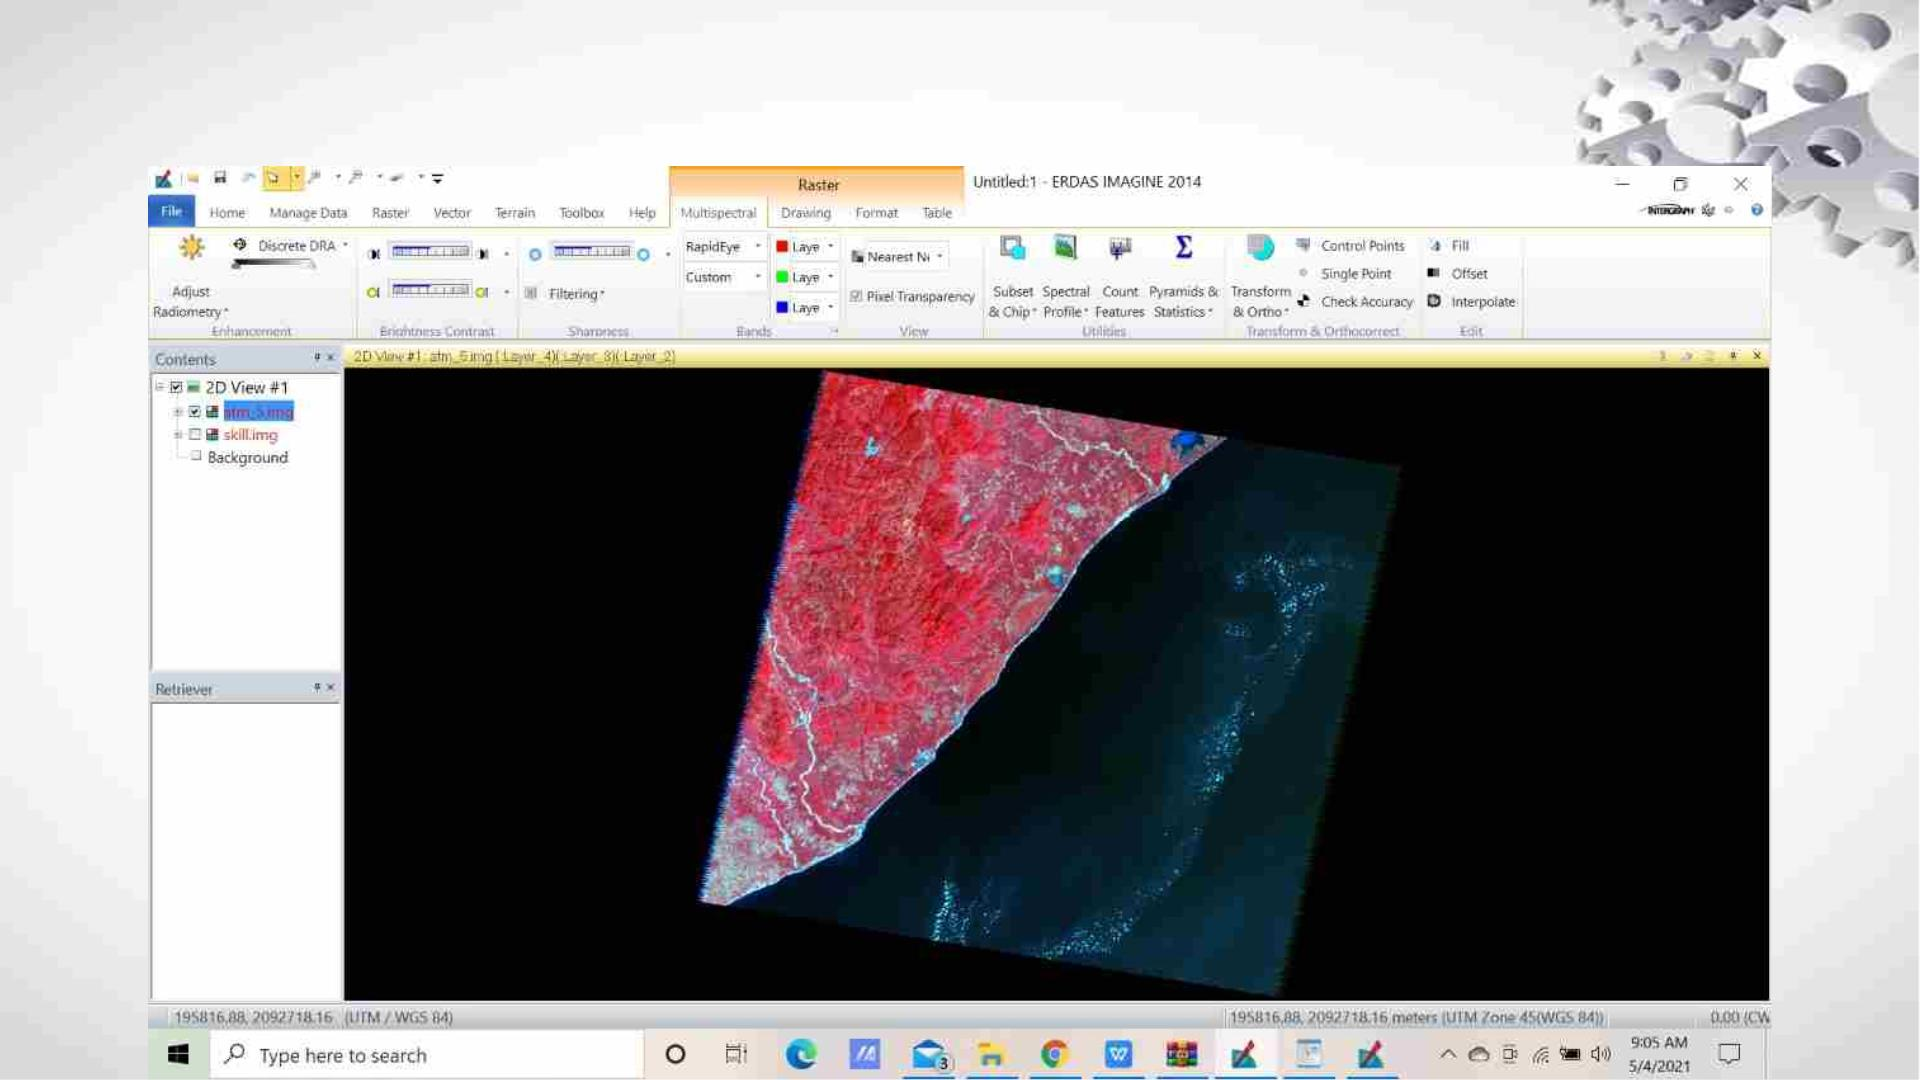 Raster
Untitled:1 - ERDAS IMAGINE 2014
File Home Manage Data Raster Vector Terrain Toolbox Help Multispectral Drawing Format Table
INTERGRAPH
Discrete DRA
Adjust
Radiometry
Enhancement
Brightness Contrast
Filtering
Sharpness
RapidEye
Custom
Laye
Laye
Laye
Bands
Nearest Ni
Pixel Transparency
View
Subset
& Chip
Spectral
Profile
Count
Features
Pyramids &
Statistics
Utilities
Transform
& Ortho
Control Points
Single Point
Check Accuracy
Transform & Orthocorrect
Fill
Offset
Interpolate
Edit
Contents
2D View #1: atm_5.img (:Layer_4)(:Layer_3)(:Layer_2)
2D View #1
atm_5.img
skill.img
Background
Retriever
195816.88, 2092718.16 (UTM / WGS 84)
195816.88, 2092718.16 meters (UTM Zone 45(WGS 84))
0.00 (CW
Type here to search
3
9:05 AM
5/4/2021